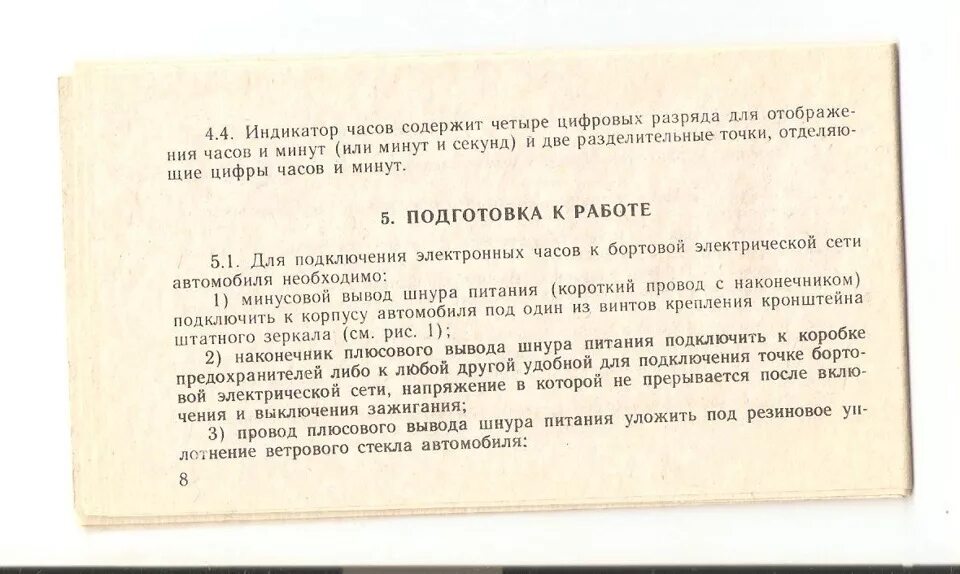 4.4. Индикатор часов содержит четыре цифровых разряда для отображе-
ния часов и минут (или минут и секунд) и две разделительные точки, отделяю-
щие цифры часов и минут.
5. ПОДГОТОВКА К РАБОТЕ
5.1. Для подключения электронных часов к бортовой электрической сети
автомобиля необходимо:
1) минусовой вывод шнура питания (короткий провод с наконечником)
подключить к корпусу автомобиля под один из винтов крепления кронштейна
штатного зеркала (см. рис. 1);
2) наконечник плюсового вывода шнура питания подключить к коробке
предохранителей либо к любой другой удобной для подключения точке борто-
вой электрической сети, напряжение в которой не прерывается после вклю-
чения и выключения зажигания;
3) провод плюсового вывода шнура питания уложить под резиновое уп-
лотнение ветрового стекла автомобиля:
8